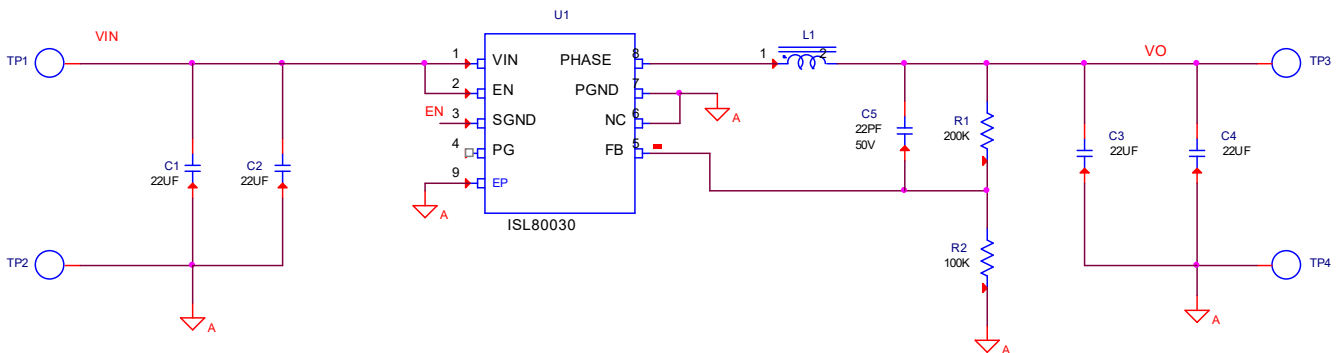 U1
VIN
TP1
1
VIN
PHASE
8
1
L1
2
VO
TP3
2
EN
PGND
7
A
EN
3
SGND
NC
6
C5
22PF
50V
R1
200K
4
PG
FB
5
C1
22UF
C2
22UF
C3
22UF
C4
22UF
9
EP
A
ISL80030
TP2
R2
100K
TP4
A
A
A